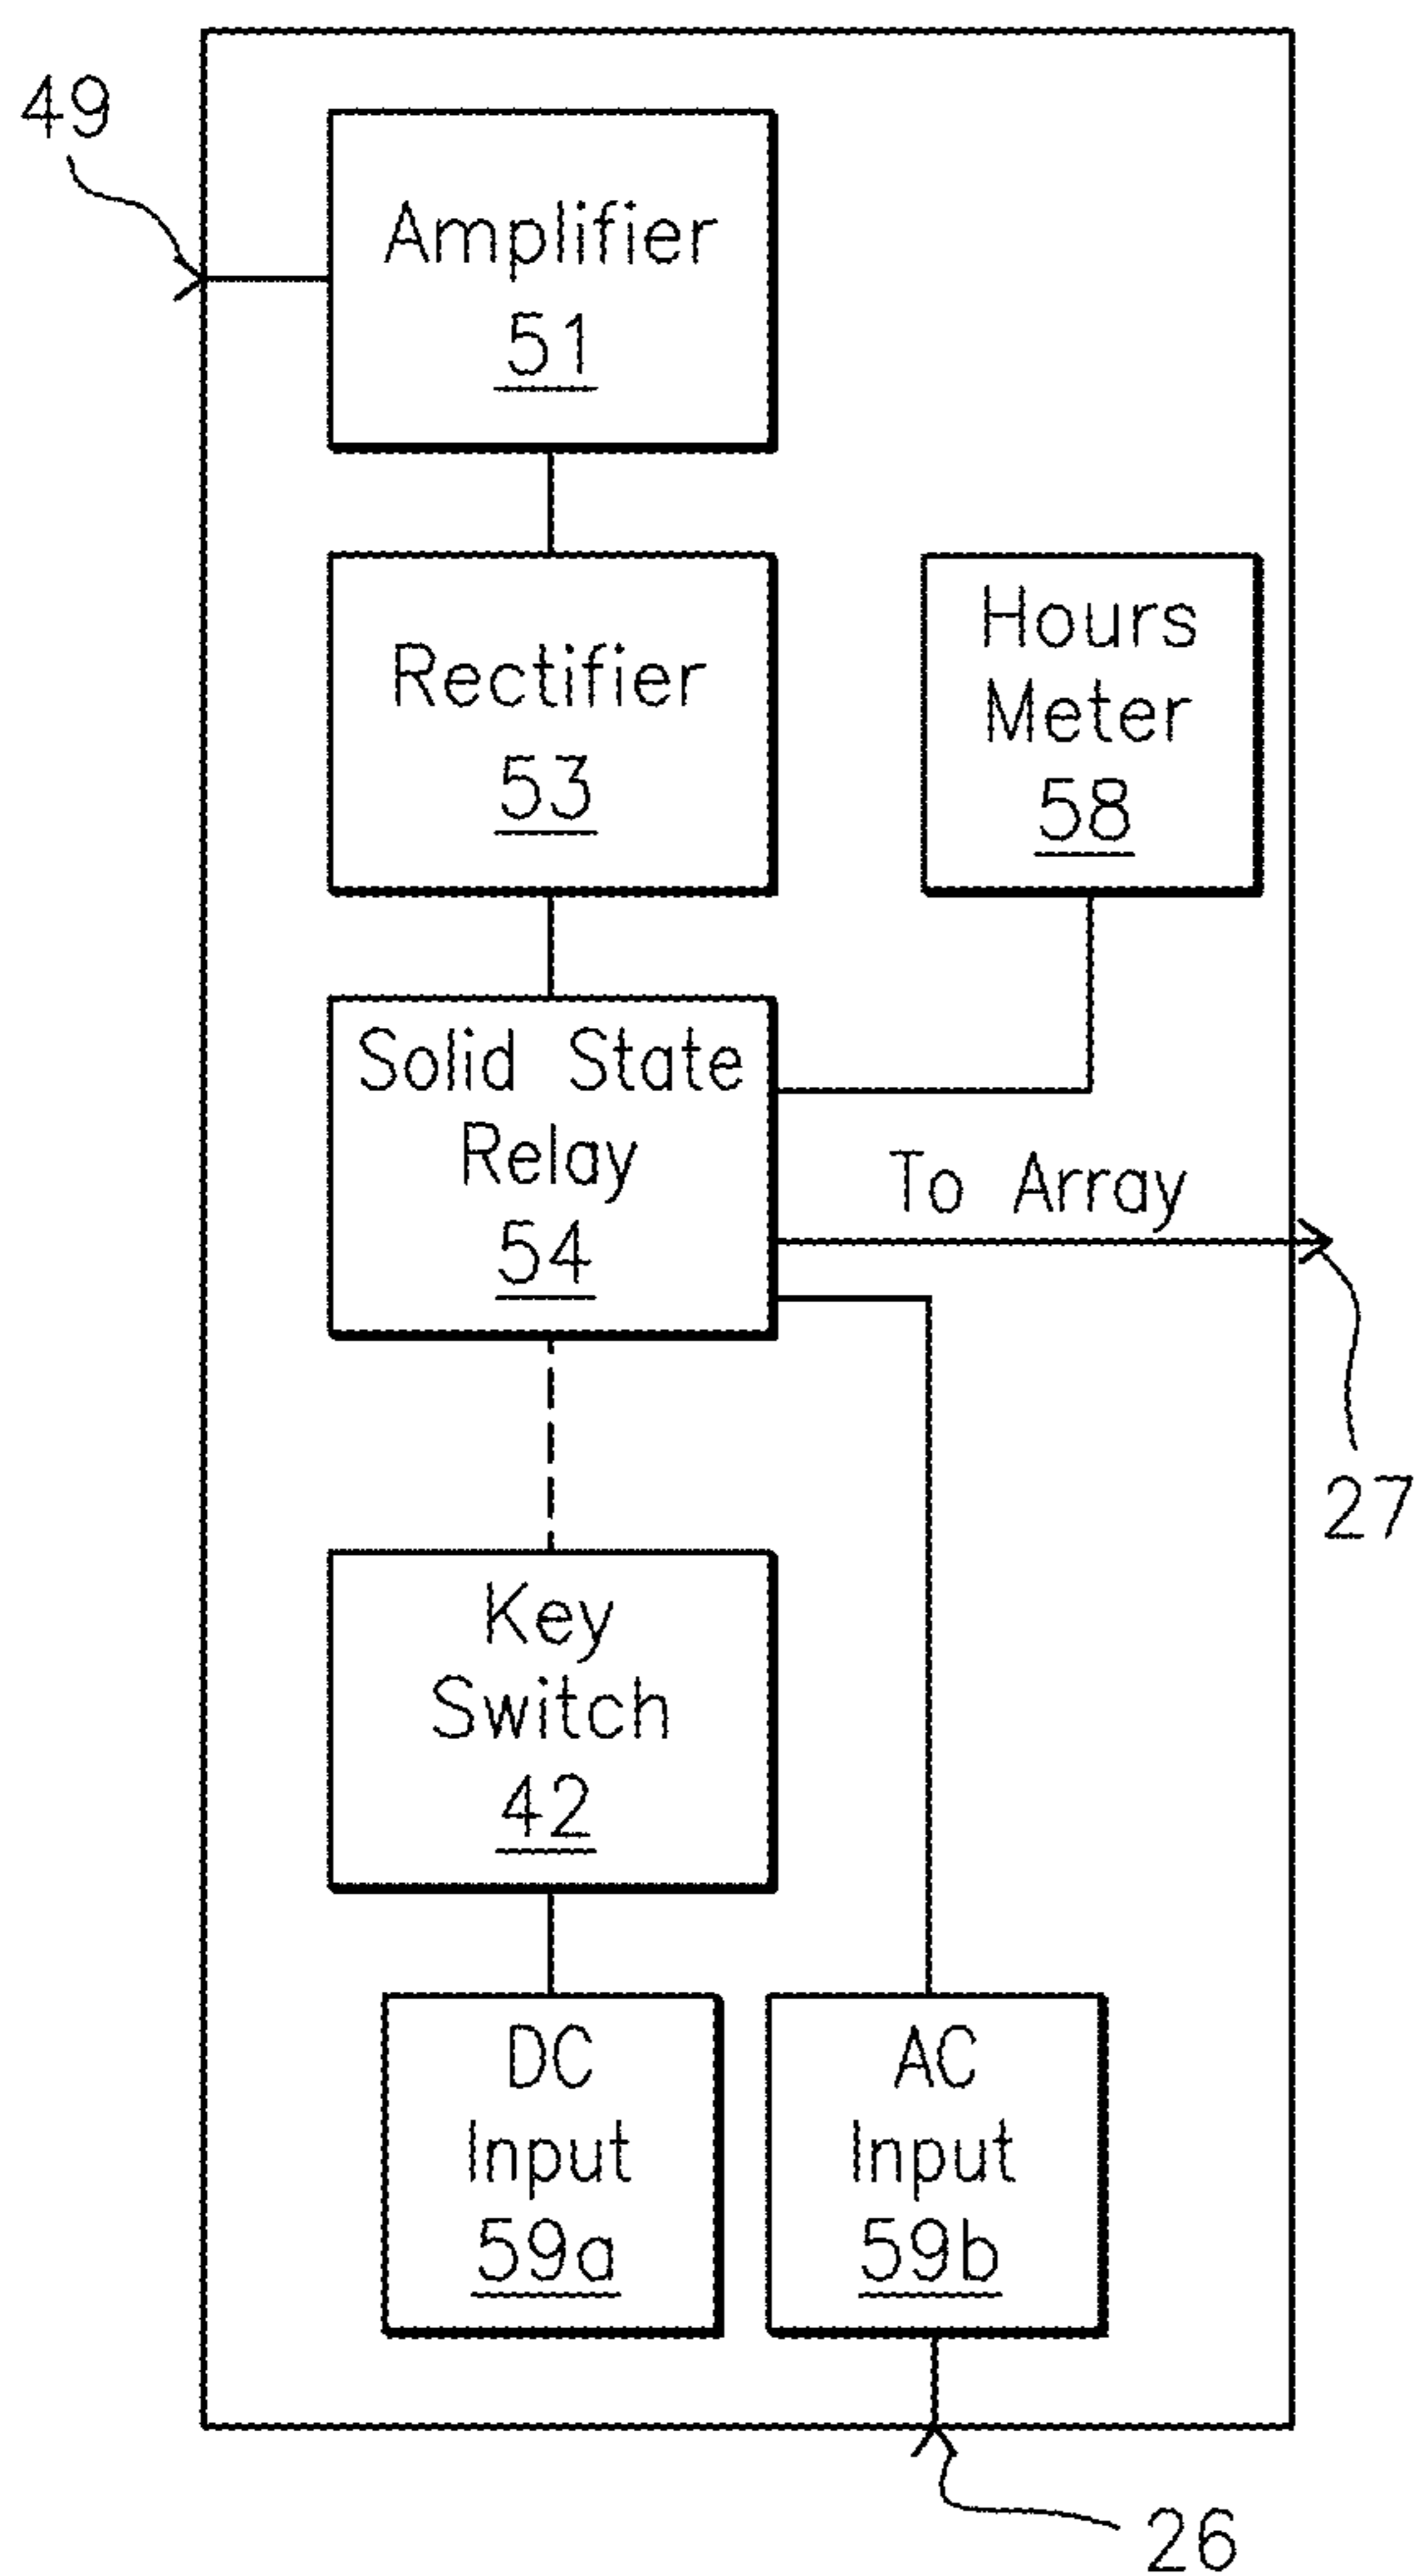 49
Amplifier
51
Rectifier
53
Hours
Meter
58
Solid State
Relay
54
To Array
27
Key
Switch
42
DC
Input
59a
AC
Input
59b
26